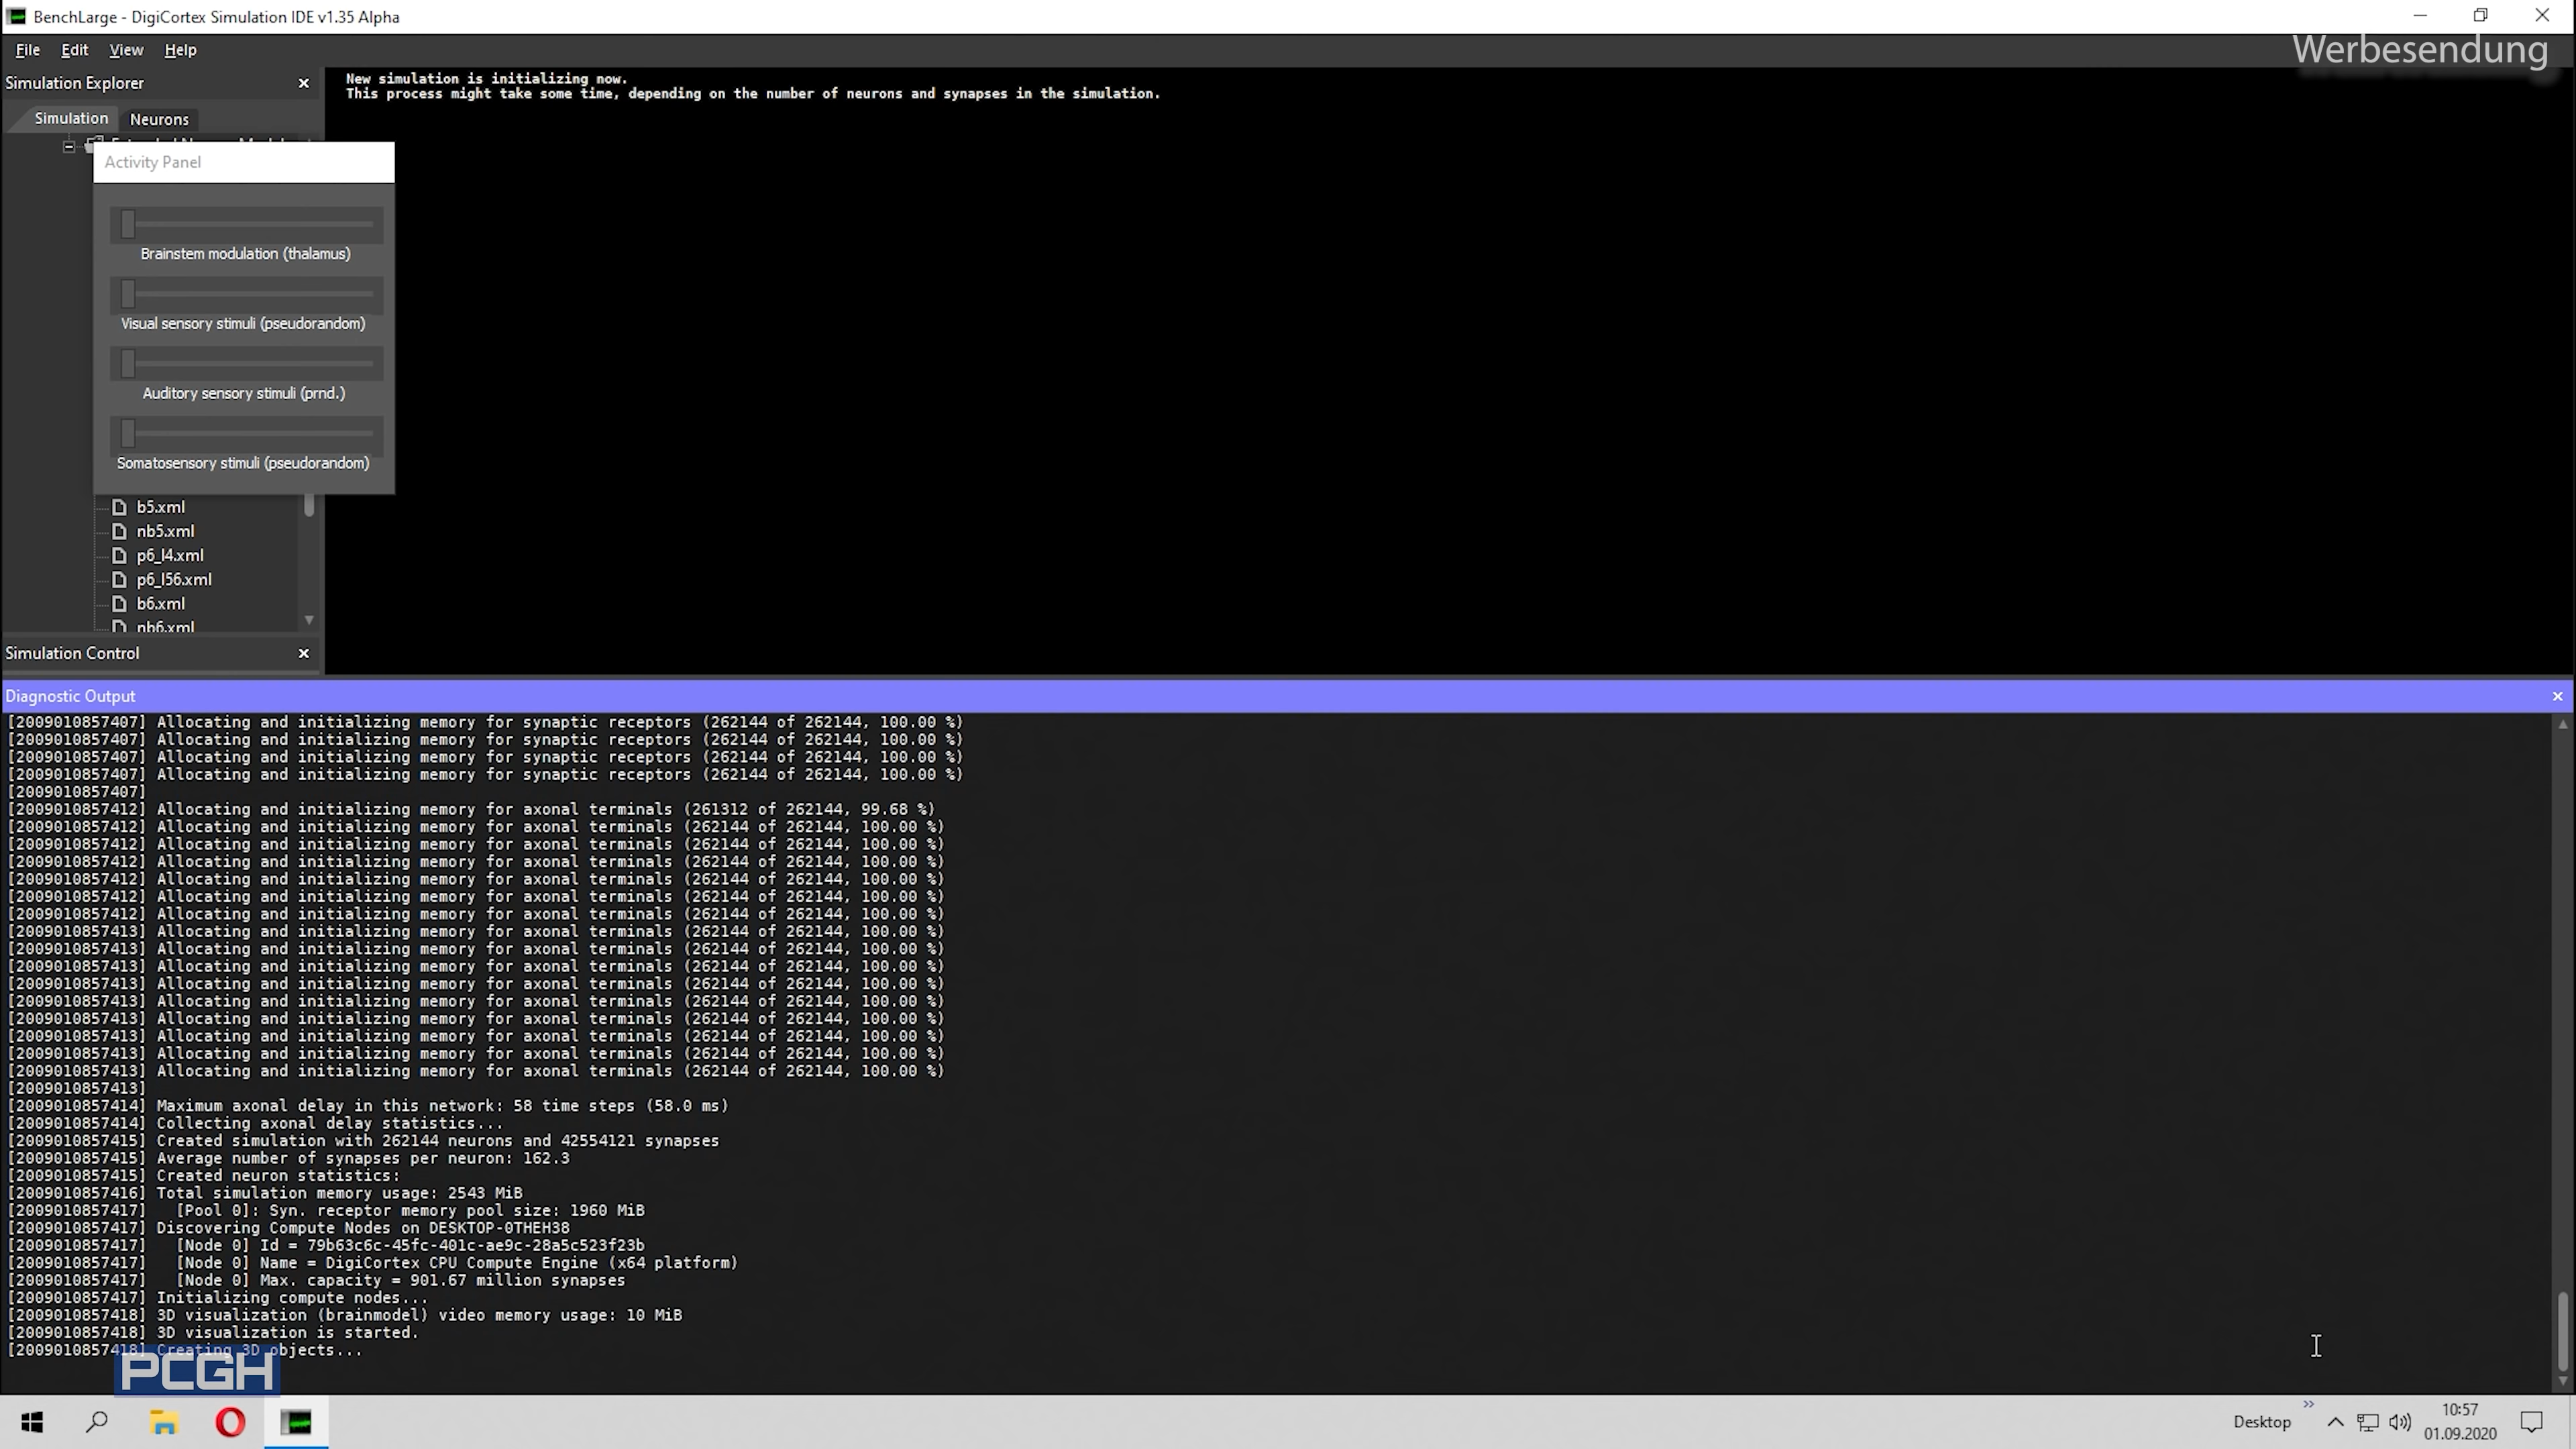 BenchLarge - DigiCortex Simulation IDE v1.35 Alpha
File Edit View Help
Werbesendung
Simulation Explorer
New simulation is initializing now.
This process might take some time, depending on the number of neurons and synapses in the simulation.
Simulation Neurons
Activity Panel
Brainstem modulation (thalamus)
Visual sensory stimuli (pseudorandom)
Auditory sensory stimuli (prnd.)
Somatosensory stimuli (pseudorandom)
b5.xml
nb5.xml
p6_l4.xml
p6_l56.xml
b6.xml
nb6.xml
Simulation Control
Diagnostic Output
[2009010857407] Allocating and initializing memory for synaptic receptors (262144 of 262144, 100.00 %)
[2009010857407] Allocating and initializing memory for synaptic receptors (262144 of 262144, 100.00 %)
[2009010857407] Allocating and initializing memory for synaptic receptors (262144 of 262144, 100.00 %)
[2009010857407] Allocating and initializing memory for synaptic receptors (262144 of 262144, 100.00 %)
[2009010857407]
[2009010857412] Allocating and initializing memory for axonal terminals (261312 of 262144, 99.68 %)
[2009010857412] Allocating and initializing memory for axonal terminals (262144 of 262144, 100.00 %)
[2009010857412] Allocating and initializing memory for axonal terminals (262144 of 262144, 100.00 %)
[2009010857412] Allocating and initializing memory for axonal terminals (262144 of 262144, 100.00 %)
[2009010857412] Allocating and initializing memory for axonal terminals (262144 of 262144, 100.00 %)
[2009010857412] Allocating and initializing memory for axonal terminals (262144 of 262144, 100.00 %)
[2009010857412] Allocating and initializing memory for axonal terminals (262144 of 262144, 100.00 %)
[2009010857413] Allocating and initializing memory for axonal terminals (262144 of 262144, 100.00 %)
[2009010857413] Allocating and initializing memory for axonal terminals (262144 of 262144, 100.00 %)
[2009010857413] Allocating and initializing memory for axonal terminals (262144 of 262144, 100.00 %)
[2009010857413] Allocating and initializing memory for axonal terminals (262144 of 262144, 100.00 %)
[2009010857413] Allocating and initializing memory for axonal terminals (262144 of 262144, 100.00 %)
[2009010857413] Allocating and initializing memory for axonal terminals (262144 of 262144, 100.00 %)
[2009010857413] Allocating and initializing memory for axonal terminals (262144 of 262144, 100.00 %)
[2009010857413] Allocating and initializing memory for axonal terminals (262144 of 262144, 100.00 %)
[2009010857413] Allocating and initializing memory for axonal terminals (262144 of 262144, 100.00 %)
[2009010857413]
[2009010857414] Maximum axonal delay in this network: 58 time steps (58.0 ms)
[2009010857414] Collecting axonal delay statistics...
[2009010857415] Created simulation with 262144 neurons and 42554121 synapses
[2009010857415] Average number of synapses per neuron: 162.3
[2009010857415] Created neuron statistics:
[2009010857416] Total simulation memory usage: 2543 MiB
[2009010857417] [Pool 0]: Syn. receptor memory pool size: 1960 MiB
[2009010857417] Discovering Compute Nodes on DESKTOP-0THEH38
[2009010857417] [Node 0] Id = 79b63c6c-45fc-401c-ae9c-28a5c523f23b
[2009010857417] [Node 0] Name = DigiCortex CPU Compute Engine (x64 platform)
[2009010857417] [Node 0] Max. capacity = 901.67 million synapses
[2009010857417] Initializing compute nodes...
[2009010857418] 3D visualization (brainmodel) video memory usage: 10 MiB
[2009010857418] 3D visualization is started.
[2009010857418] Creating 3D objects...
PCGH
Desktop
10:57
01.09.2020